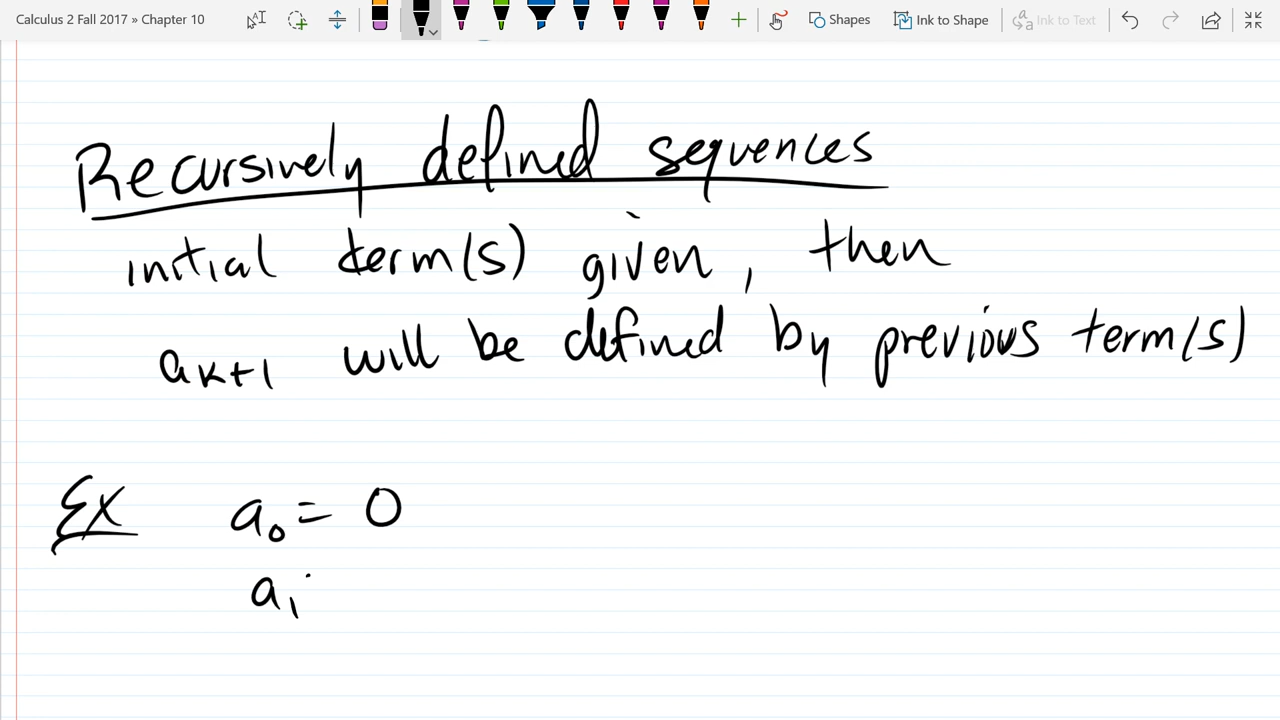 Calculus 2 Fall 2017 » Chapter 10 Shapes Ink to Shape Ink to Text
Recursively defined sequences
initial term(s) given, then
aₖ₊₁ will be defined by previous term(s)
Ex a₀ = 0
a₁